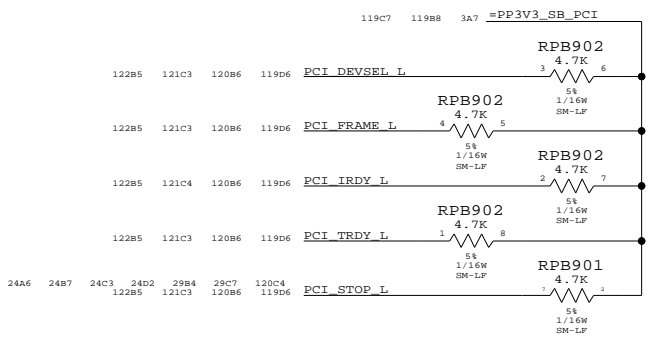 119C7 119B8 3A7 =PP3V3_SB_PCI
RPB902
4.7K
122B5 121C3 120B6 119D6 PCI_DEVSEL_L 3 6
5%
1/16W
SM-LF
RPB902
4.7K
122B5 121C3 120B6 119D6 PCI_FRAME_L 4 5
5%
1/16W
SM-LF
RPB902
4.7K
122B5 121C4 120B6 119D6 PCI_IRDY_L 2 7
5%
1/16W
SM-LF
RPB902
4.7K
122B5 121C3 120B6 119D6 PCI_TRDY_L 1 8
5%
1/16W
SM-LF
RPB901
4.7K
24A6 24B7 24C3 24D2 29B4 29C7 120C4
122B5 121C3 120B6 119D6 PCI_STOP_L 7 2
5%
1/16W
SM-LF